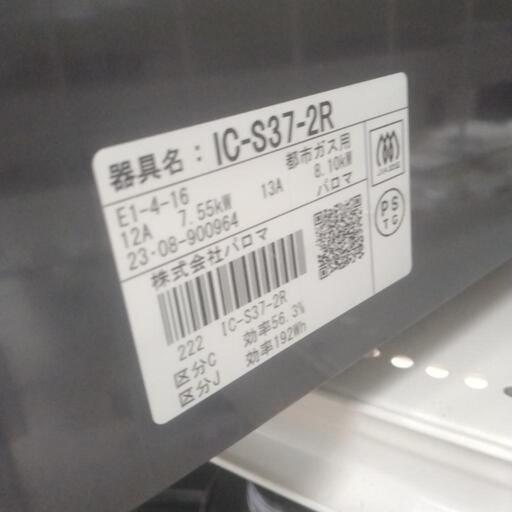 器具名：IC-S37-2R
E1-4-16 都市ガス用
12A 7.55kW 13A 8.10kW
23・08-900964 パロマ
株式会社パロマ
222 IC-S37-2R
区分C 効率56.3%
区分J 効率192Wh
PS
TG